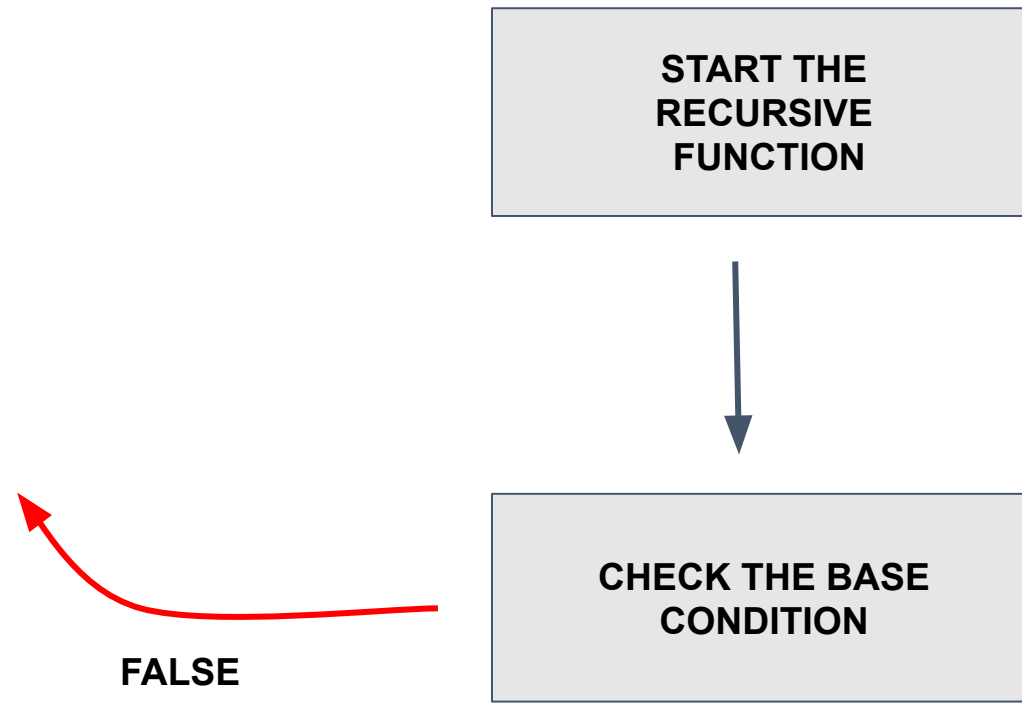 START THE
RECURSIVE
FUNCTION
CHECK THE BASE
CONDITION
FALSE